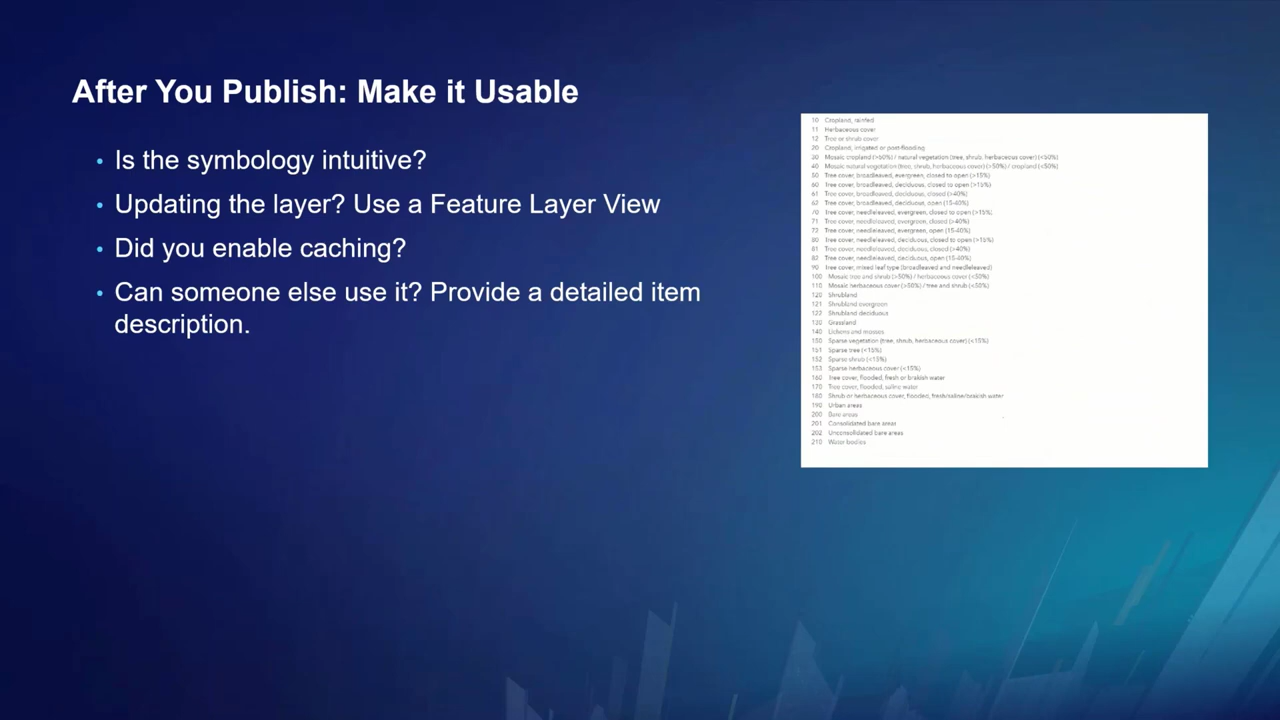 After You Publish: Make it Usable
• Is the symbology intuitive?
• Updating the layer? Use a Feature Layer View
• Did you enable caching?
• Can someone else use it? Provide a detailed item
description.
10 Cropland, rainfed
11 Herbaceous cover
12 Tree or shrub cover
20 Cropland, irrigated or post-flooding
30 Mosaic cropland (>50%) / natural vegetation (tree, shrub, herbaceous cover) (<50%)
40 Mosaic natural vegetation (tree, shrub, herbaceous cover) (>50%) / cropland (<50%)
50 Tree cover, broadleaved, evergreen, closed to open (>15%)
60 Tree cover, broadleaved, deciduous, closed to open (>15%)
61 Tree cover, broadleaved, deciduous, closed (>40%)
62 Tree cover, broadleaved, deciduous, open (15-40%)
70 Tree cover, needleleaved, evergreen, closed to open (>15%)
71 Tree cover, needleleaved, evergreen, closed (>40%)
72 Tree cover, needleleaved, evergreen, open (15-40%)
80 Tree cover, needleleaved, deciduous, closed to open (>15%)
81 Tree cover, needleleaved, deciduous, closed (>40%)
82 Tree cover, needleleaved, deciduous, open (15-40%)
90 Tree cover, mixed leaf type (broadleaved and needleleaved)
100 Mosaic tree and shrub (>50%) / herbaceous cover (<50%)
110 Mosaic herbaceous cover (>50%) / tree and shrub (<50%)
120 Shrubland
121 Shrubland evergreen
122 Shrubland deciduous
130 Grassland
140 Lichens and mosses
150 Sparse vegetation (tree, shrub, herbaceous cover) (<15%)
151 Sparse tree (<15%)
152 Sparse shrub (<15%)
153 Sparse herbaceous cover (<15%)
160 Tree cover, flooded, fresh or brakish water
170 Tree cover, flooded, saline water
180 Shrub or herbaceous cover, flooded, fresh/saline/brakish water
190 Urban areas
200 Bare areas
201 Consolidated bare areas
202 Unconsolidated bare areas
210 Water bodies